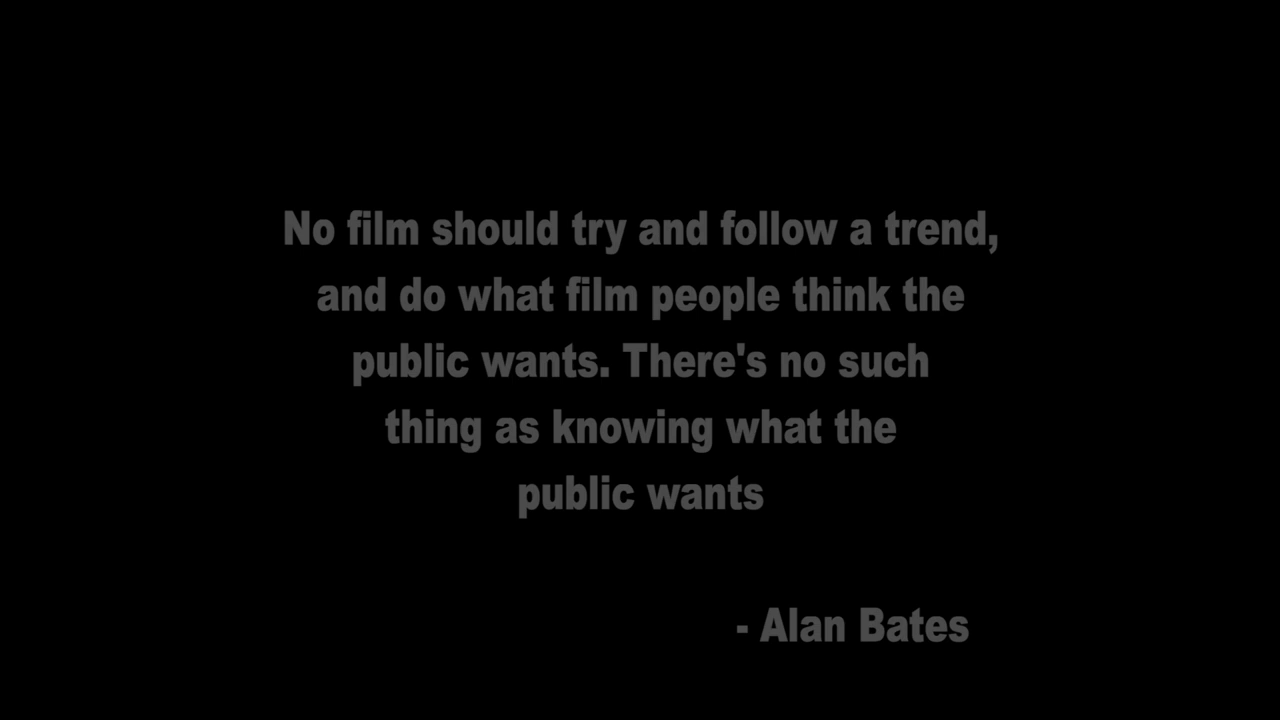 No film should try and follow a trend,
and do what film people think the
public wants. There's no such
thing as knowing what the
public wants
- Alan Bates